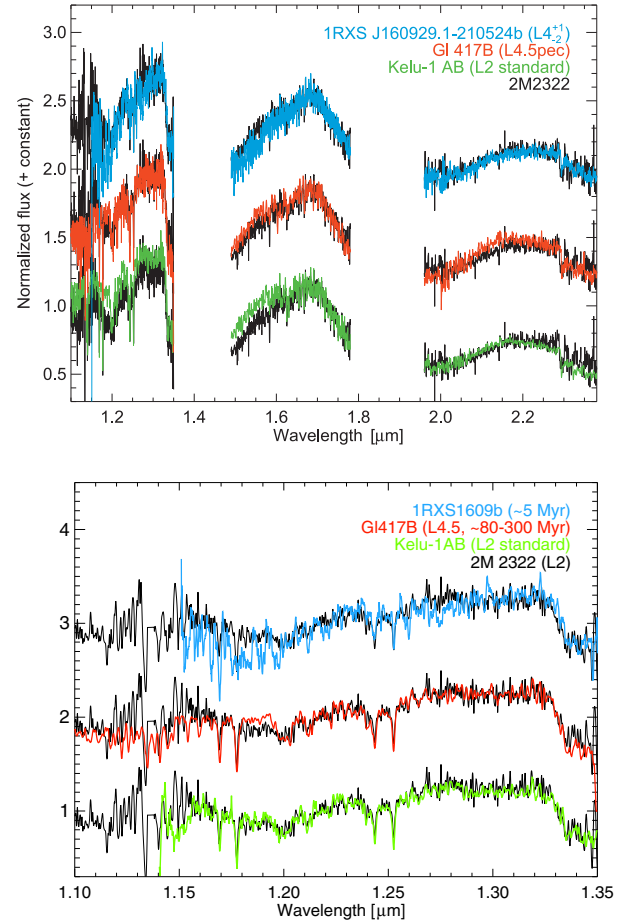 1RXS J160929.1-210524b (L4+1-2)
Gl 417B (L4.5pec)
Kelu-1 AB (L2 standard)
2M2322
Normalized flux (+ constant)
3.0
2.5
2.0
1.5
1.0
0.5
1.2 1.4 1.6 1.8 2.0 2.2
Wavelength [µm]
1RXS1609b (~5 Myr)
Gl417B (L4.5, ~80-300 Myr)
Kelu-1AB (L2 standard)
2M 2322 (L2)
4
3
2
1
1.10 1.15 1.20 1.25 1.30 1.35
Wavelength [µm]